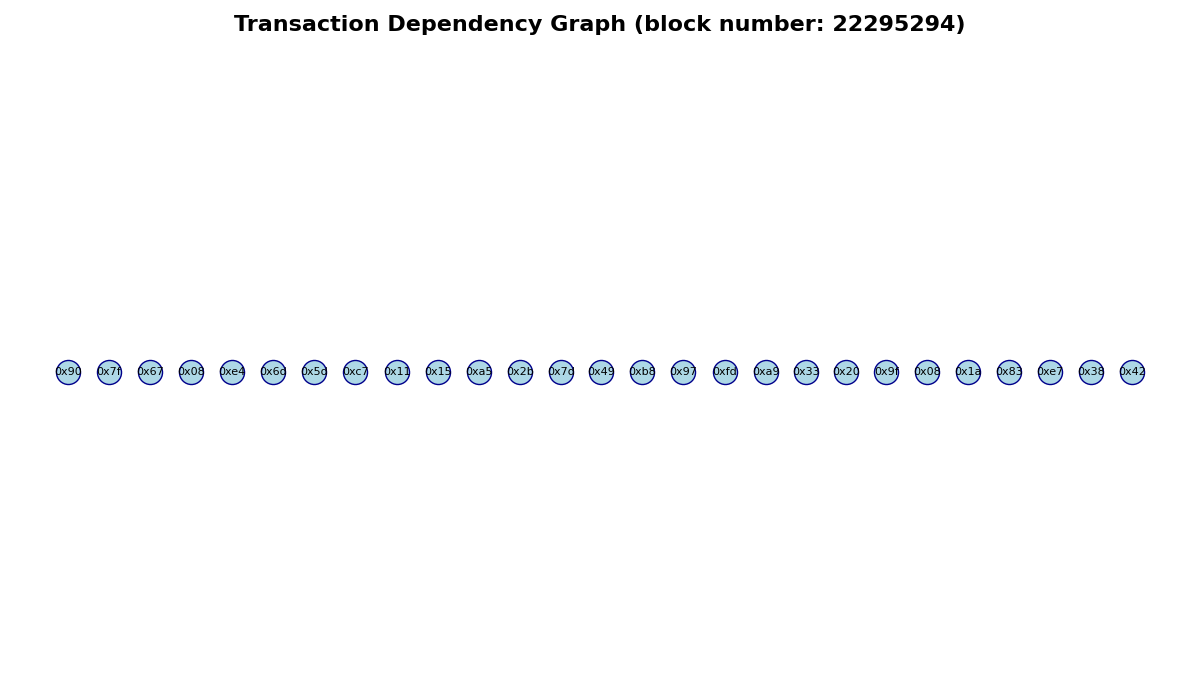 Transaction Dependency Graph (block number: 22295294)
0x90 0x7f 0x67 0x08 0xe4 0x6d 0x5d 0xc7 0x11 0x15 0xa5 0x2b 0x7d 0x49 0xb8 0x97 0xfd 0xa9 0x33 0x20 0x9f 0x08 0x1a 0x83 0xe7 0x38 0x42